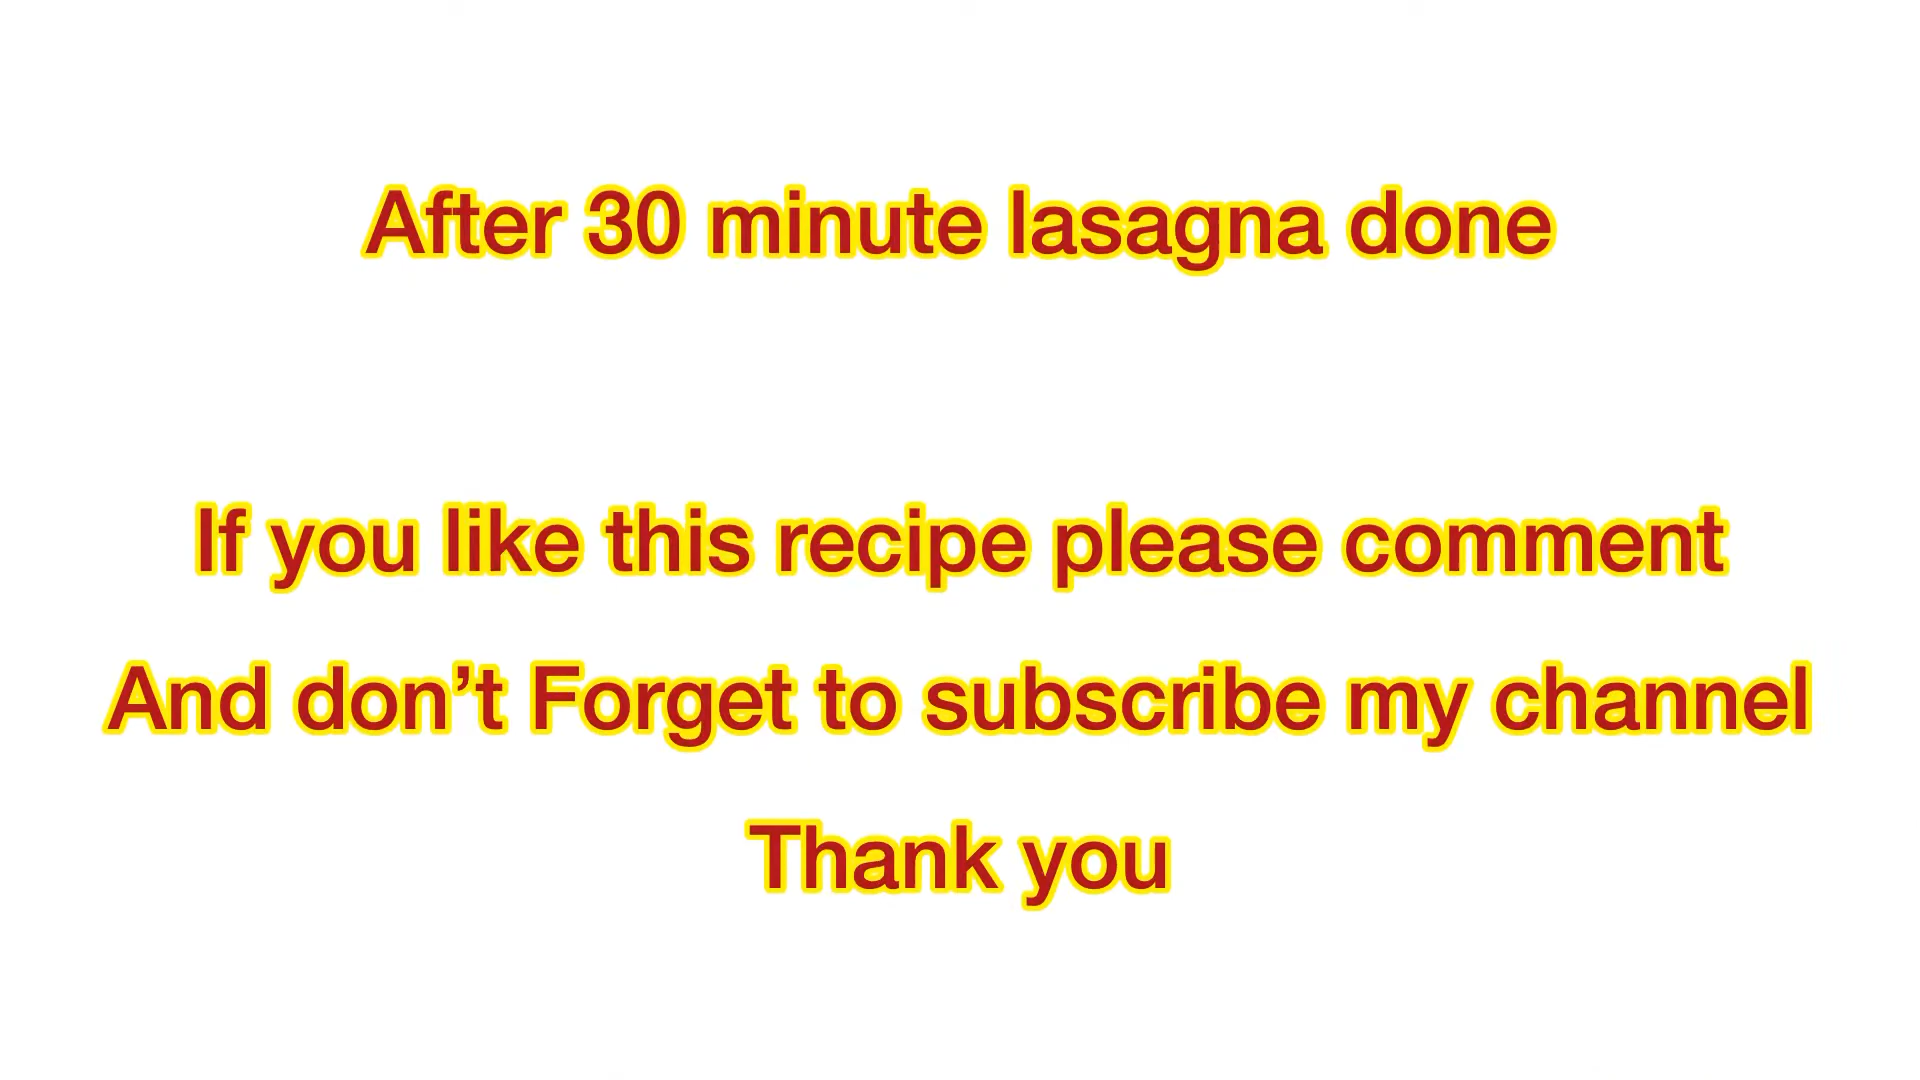 After 30 minute lasagna done
If you like this recipe please comment
And don’t Forget to subscribe my channel
Thank you